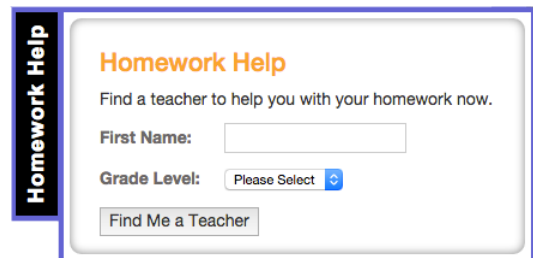 Homework Help
Homework Help
Find a teacher to help you with your homework now.
First Name:
Grade Level: Please Select
Find Me a Teacher